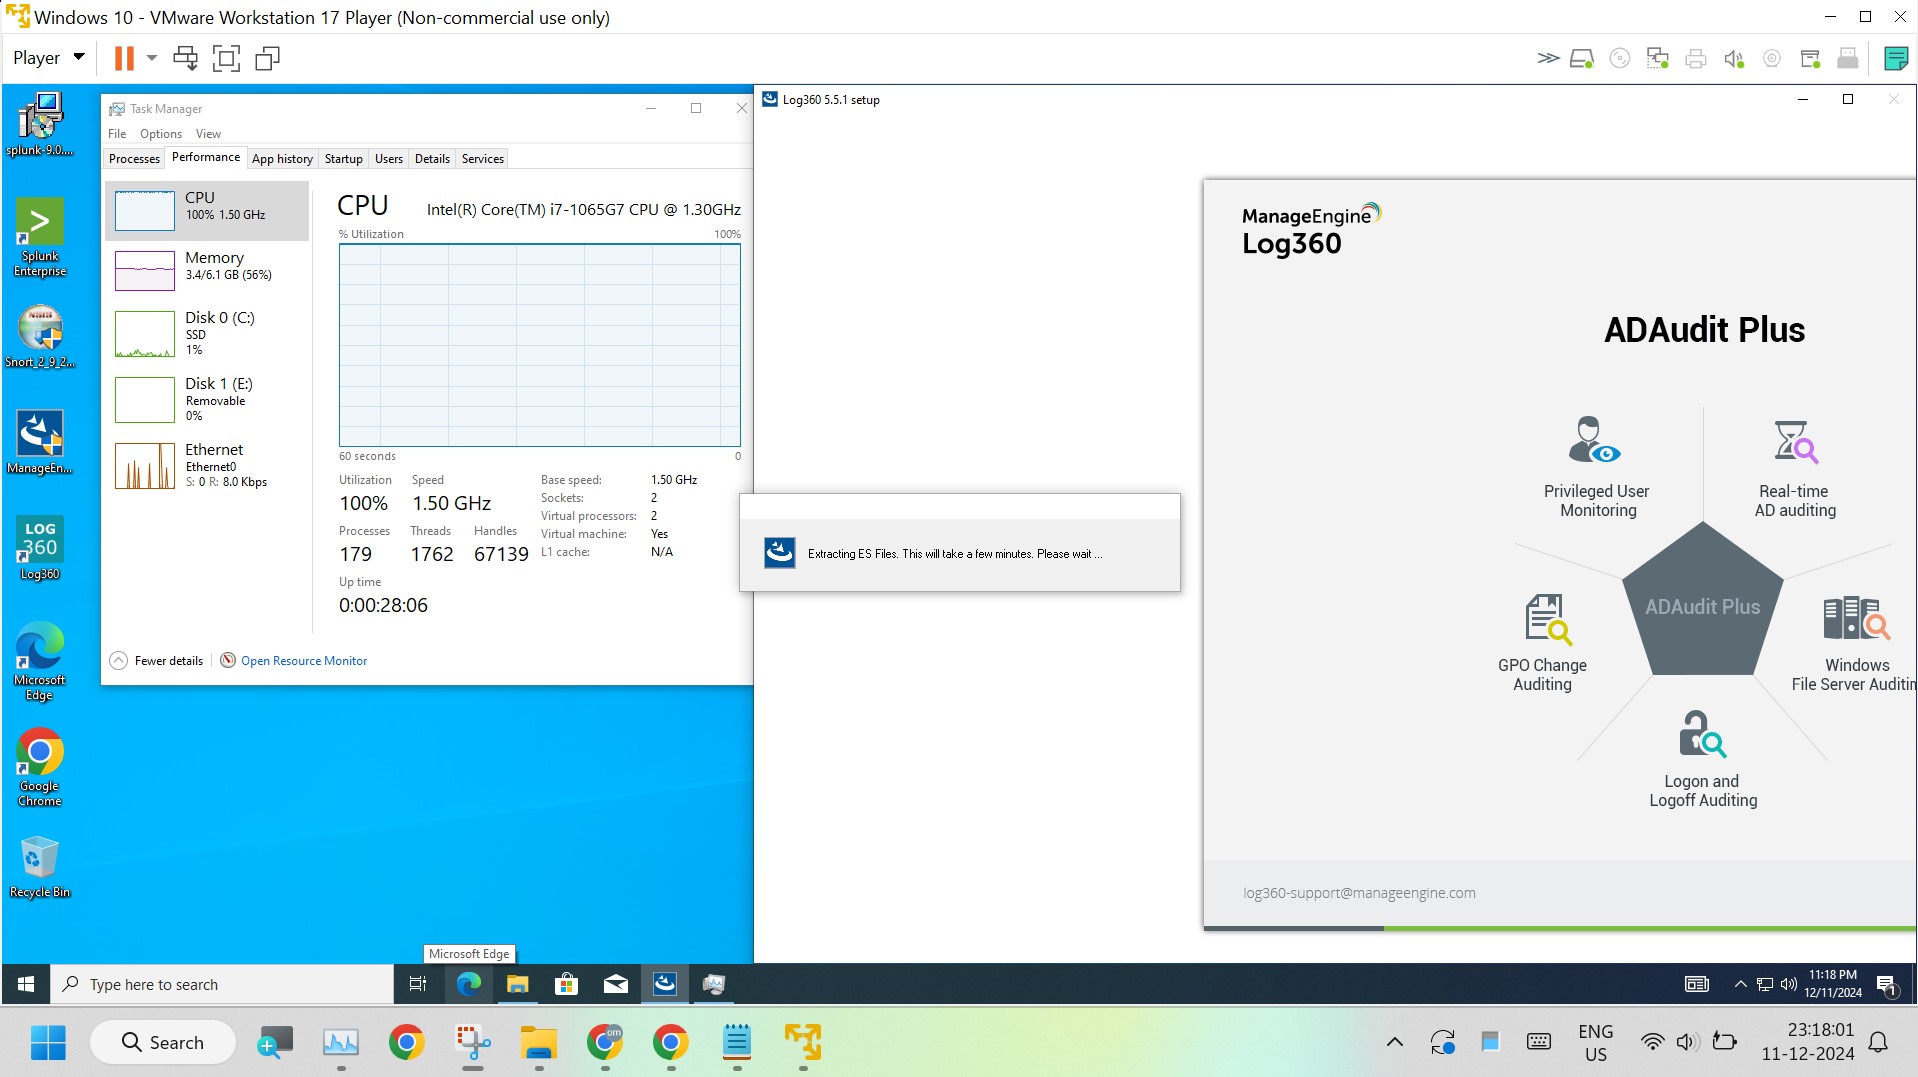 Windows 10 - VMware Workstation 17 Player (Non-commercial use only)
Player
splunk-9.0....
Splunk
Enterprise
NSIS
Snort_2_9_2...
ManageEn...
LOG
360
Log360
Microsoft
Edge
Google
Chrome
Recycle Bin
Task Manager
File Options View
Processes Performance App history Startup Users Details Services
CPU
100% 1.50 GHz
Memory
3.4/6.1 GB (56%)
Disk 0 (C:)
SSD
1%
Disk 1 (E:)
Removable
0%
Ethernet
Ethernet0
S: 0 R: 8.0 Kbps
CPU Intel(R) Core(TM) i7-1065G7 CPU @ 1.30GHz
% Utilization 100%
60 seconds 0
Utilization Speed
100% 1.50 GHz
Processes Threads Handles
179 1762 67139
Up time
0:00:28:06
Base speed: 1.50 GHz
Sockets: 2
Virtual processors: 2
Virtual machine: Yes
L1 cache: N/A
Fewer details Open Resource Monitor
Log360 5.5.1 setup
Extracting ES Files. This will take a few minutes. Please wait ...
ManageEngine
Log360
ADAudit Plus
Privileged User
Monitoring
Real-time
AD auditing
ADAudit Plus
GPO Change
Auditing
Windows
File Server Auditin
Logon and
Logoff Auditing
log360-support@manageengine.com
Microsoft Edge
Type here to search
11:18 PM
12/11/2024
1
Search
om
ENG
US
23:18:01
11-12-2024